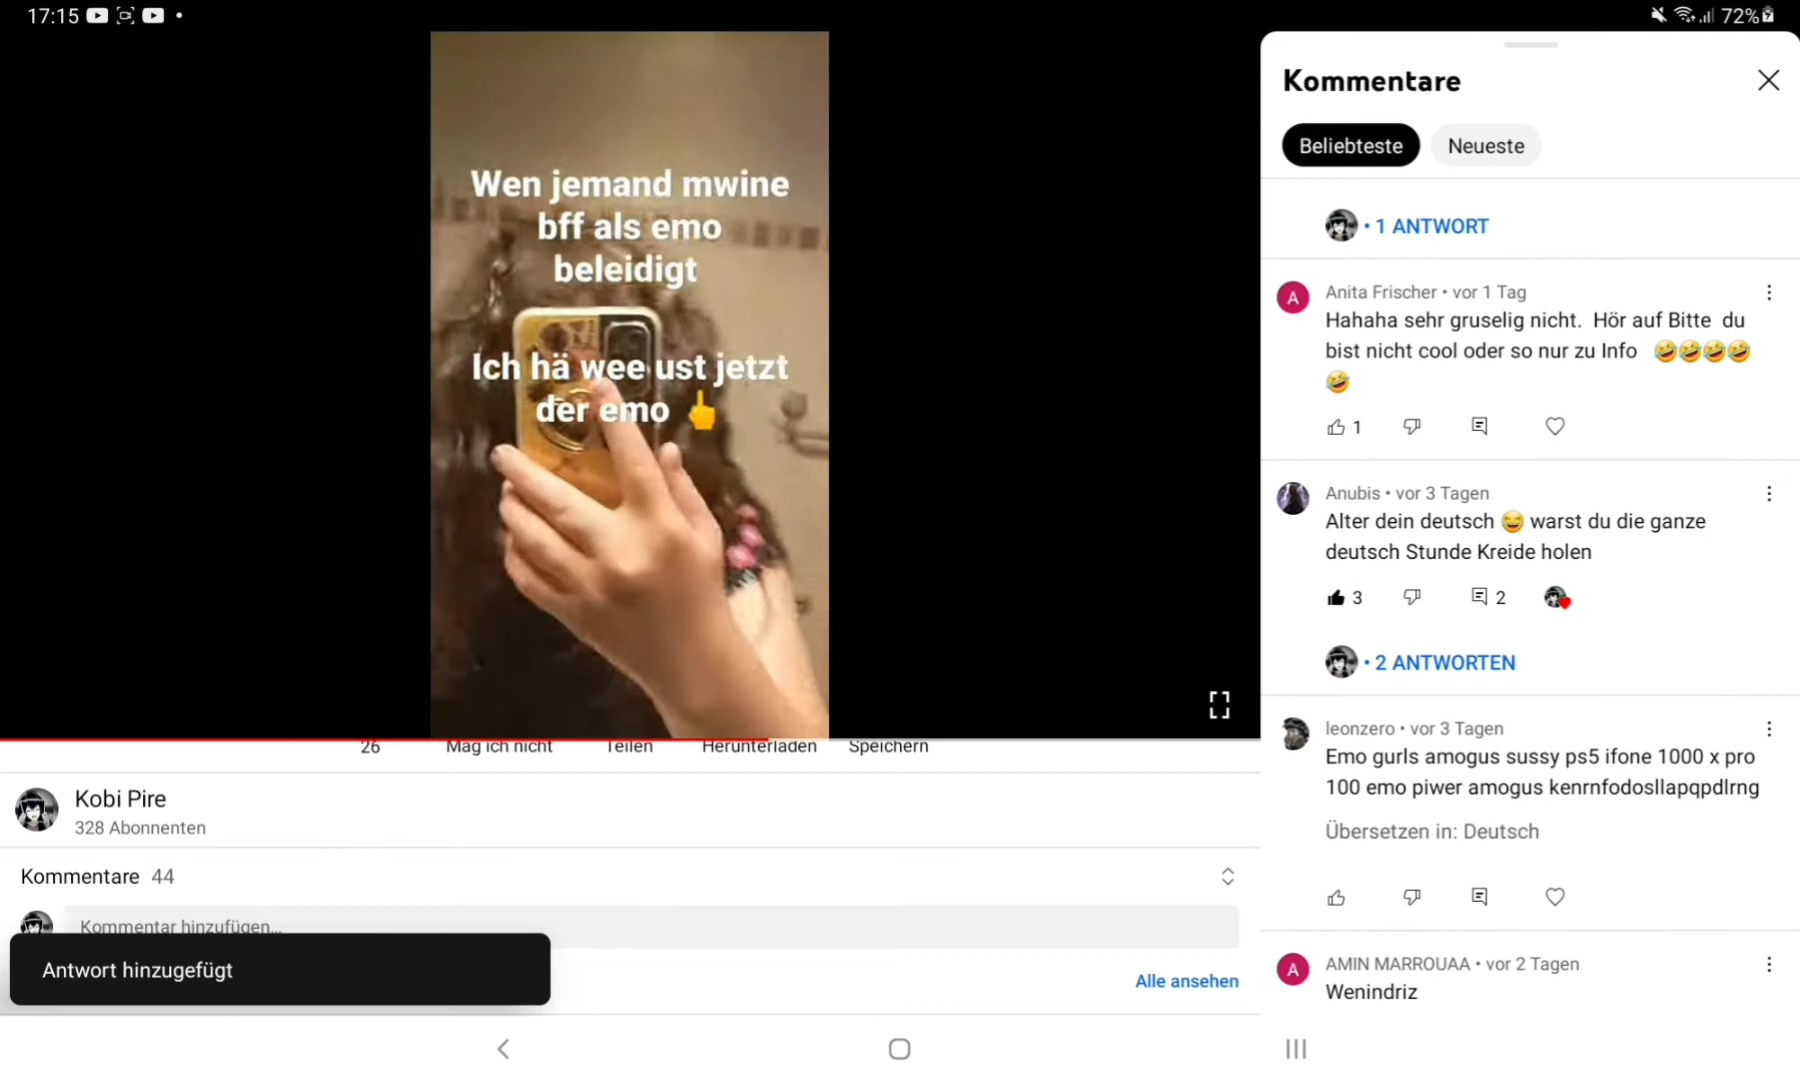 17:15
72%
Wen jemand mwine
bff als emo
beleidigt
Ich hä wee ust jetzt
der emo 🖕
26
Mag ich nicht
Teilen
Herunterladen
Speichern
Kobi Pire
328 Abonnenten
Kommentare 44
Kommentar hinzufügen...
Antwort hinzugefügt
Alle ansehen
Kommentare
Beliebteste
Neueste
• 1 ANTWORT
A
Anita Frischer • vor 1 Tag
Hahaha sehr gruselig nicht. Hör auf Bitte du
bist nicht cool oder so nur zu Info 🤣🤣🤣🤣
🤣
1
Anubis • vor 3 Tagen
Alter dein deutsch 😂 warst du die ganze
deutsch Stunde Kreide holen
3
2
• 2 ANTWORTEN
leonzero • vor 3 Tagen
Emo gurls amogus sussy ps5 ifone 1000 x pro
100 emo piwer amogus kenrnfodosllapqpdlrng
Übersetzen in: Deutsch
A
AMIN MARROUAA • vor 2 Tagen
Wenindriz